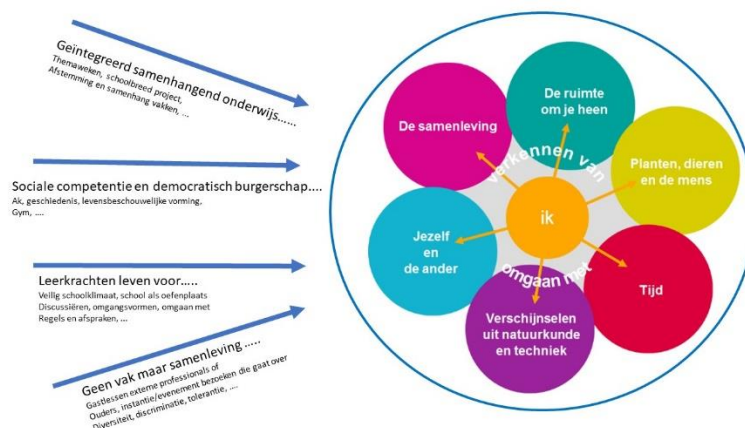 Geïntegreerd samenhangend onderwijs......
Themaweken, schoolbreed project,
Afstemming en samenhang vakken, ...
Sociale competentie en democratisch burgerschap....
Ak, geschiedenis, levensbeschouwelijke vorming,
Gym, ....
Leerkrachten leven voor.....
Veilig schoolklimaat, school als oefenplaats
Discussiëren, omgangsvormen, omgaan met
Regels en afspraken, ...
Geen vak maar samenleving .....
Gastlessen externe professionals of
Ouders, instantie/evenement bezoeken die gaat over
Diversiteit, discriminatie, tolerantie, ....
De samenleving
De ruimte
om je heen
Planten, dieren
en de mens
verkennen van
ik
omgaan met
Jezelf
en
de ander
Tijd
Verschijnselen
uit natuurkunde
en techniek